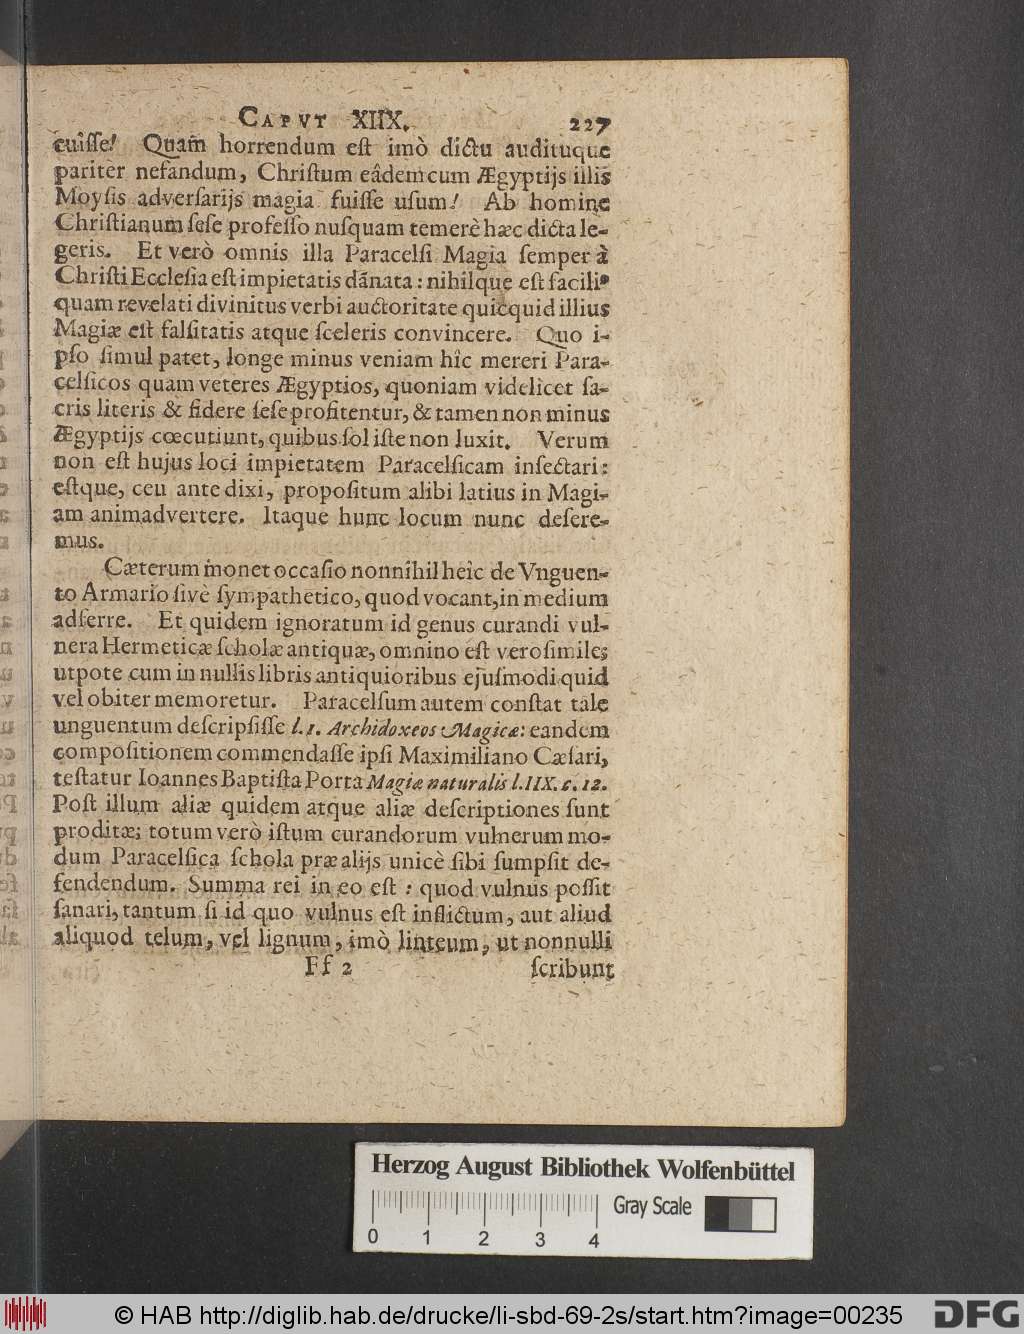 CAPVT XIIX. 227
cuiſſe! Quàm horrendum eſt imò dictu audituque
pariter nefandum, Chriſtum eâdem cum Ægyptijs illis
Moyſis adverſarijs magia fuiſſe uſum! Ab homine
Chriſtianum ſeſe profeſſo nuſquam temerè hæc dicta le-
geris. Et verò omnis illa Paracelſi Magia ſemper à
Chriſti Eccleſia eſt impietatis dãnata: nihilque eſt faciliꝰ
quam revelati divinitus verbi auctoritate quicquid illius
Magiæ eſt falſitatis atque ſceleris convincere. Quo i-
pſo ſimul patet, longe minus veniam hîc mereri Para-
celſicos quam veteres Ægyptios, quoniam videlicet ſa-
cris literis & fidere ſeſe profitentur, & tamen non minus
Ægyptijs cœcutiunt, quibus ſol iſte non luxit. Verum
non eſt hujus loci impietatem Paracelſicam inſectari:
eſtque, ceu ante dixi, propoſitum alibi latius in Magi-
am animadvertere. Itaque hunc locum nunc deſere-
mus.
Cæterum monet occaſio nonnihil heic de Vnguen-
to Armario ſivè ſympathetico, quod vocant, in medium
adferre. Et quidem ignoratum id genus curandi vul-
nera Hermeticæ ſcholæ antiquæ, omnino eſt veroſimile;
utpote cum in nullis libris antiquioribus ejuſmodi quid
vel obiter memoretur. Paracelſum autem conſtat tale
unguentum deſcripſiſſe l. 1. Archidoxeos Magicæ: eandem
compoſitionem commendaſſe ipſi Maximiliano Cæſari,
teſtatur Ioannes Baptiſta Porta Magiæ naturalis l. IIX. c. 12.
Poſt illum aliæ quidem atque aliæ deſcriptiones ſunt
proditæ; totum verò iſtum curandorum vulnerum mo-
dum Paracelſica ſchola præ alijs unicè ſibi ſumpſit de-
fendendum. Summa rei in eo eſt: quod vulnus poſſit
ſanari, tantum ſi id quo vulnus eſt inflictum, aut aliud
aliquod telum, vel lignum, imò linteum, ut nonnulli
Ff 2 ſcribunt
Herzog August Bibliothek Wolfenbüttel
Gray Scale
0 1 2 3 4
© HAB http://diglib.hab.de/drucke/li-sbd-69-2s/start.htm?image=00235 DFG